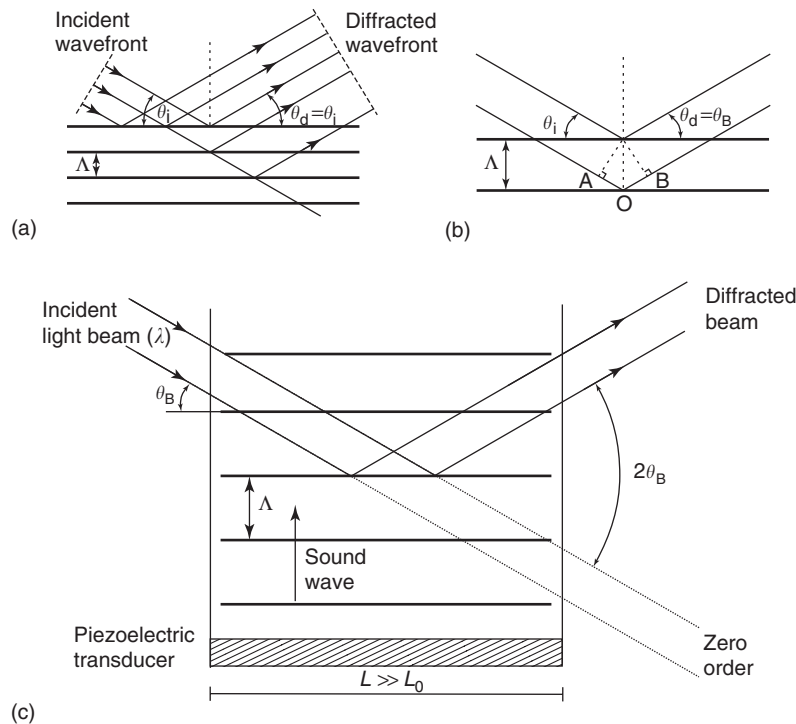 Incident
wavefront
Diffracted
wavefront
θi
θd=θi
Λ
(a)
θi
θd=θB
Λ
A
B
O
(b)
Incident
light beam (λ)
Diffracted
beam
θB
2θB
Λ
Sound
wave
Piezoelectric
transducer
Zero
order
L >> L0
(c)